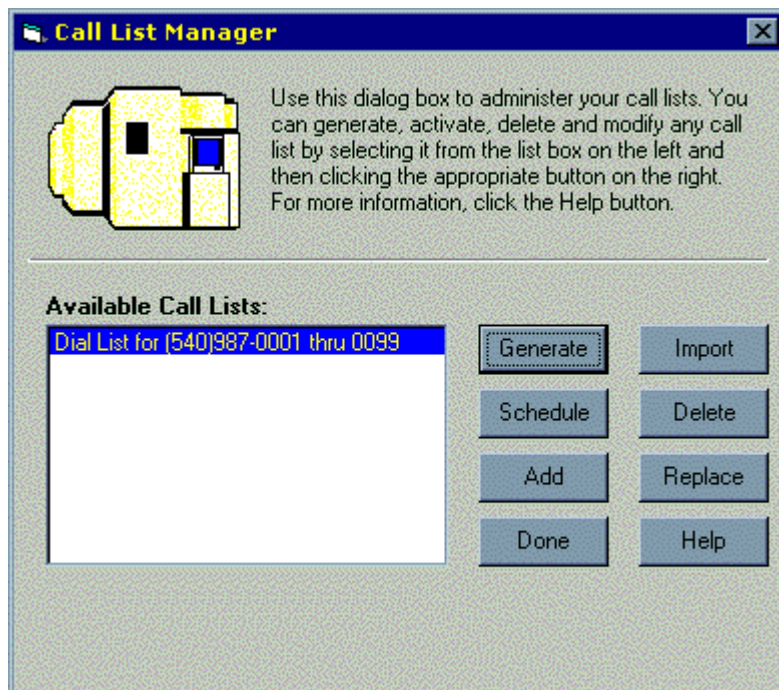 Call List Manager
Use this dialog box to administer your call lists. You
can generate, activate, delete and modify any call
list by selecting it from the list box on the left and
then clicking the appropriate button on the right.
For more information, click the Help button.
Available Call Lists:
Dial List for (540)987-0001 thru 0099
Generate
Import
Schedule
Delete
Add
Replace
Done
Help